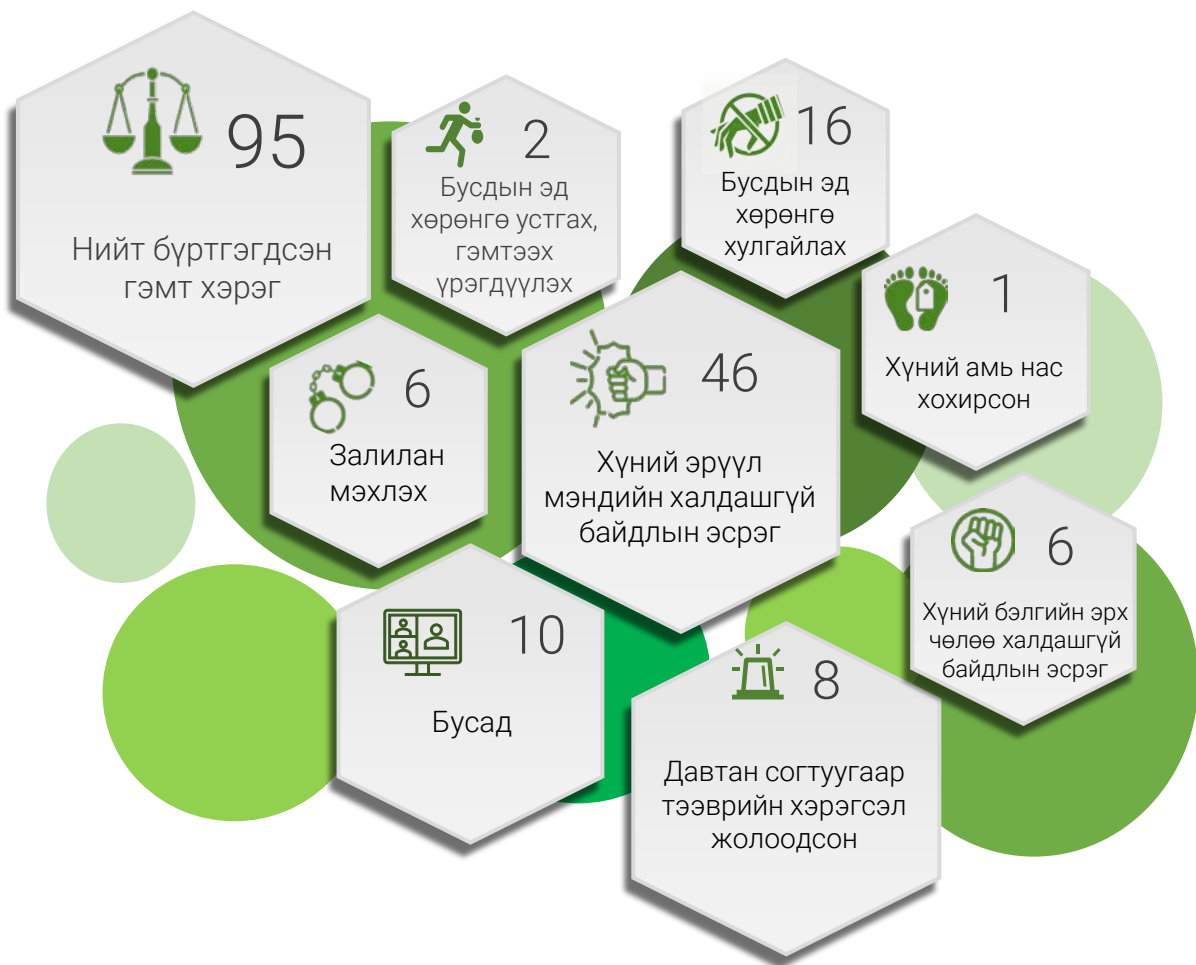 95
Нийт бүртгэгдсэн
гэмт хэрэг
2
Бусдын эд
хөрөнгө устгах,
гэмтээх
үрэгдүүлэх
16
Бусдын эд
хөрөнгө
хулгайлах
1
Хүний амь нас
хохирсон
6
Залилан
мэхлэх
46
Хүний эрүүл
мэндийн халдашгүй
байдлын эсрэг
6
Хүний бэлгийн эрх
чөлөө халдашгүй
байдлын эсрэг
10
Бусад
8
Давтан согтуугаар
тээврийн хэрэгсэл
жолоодсон